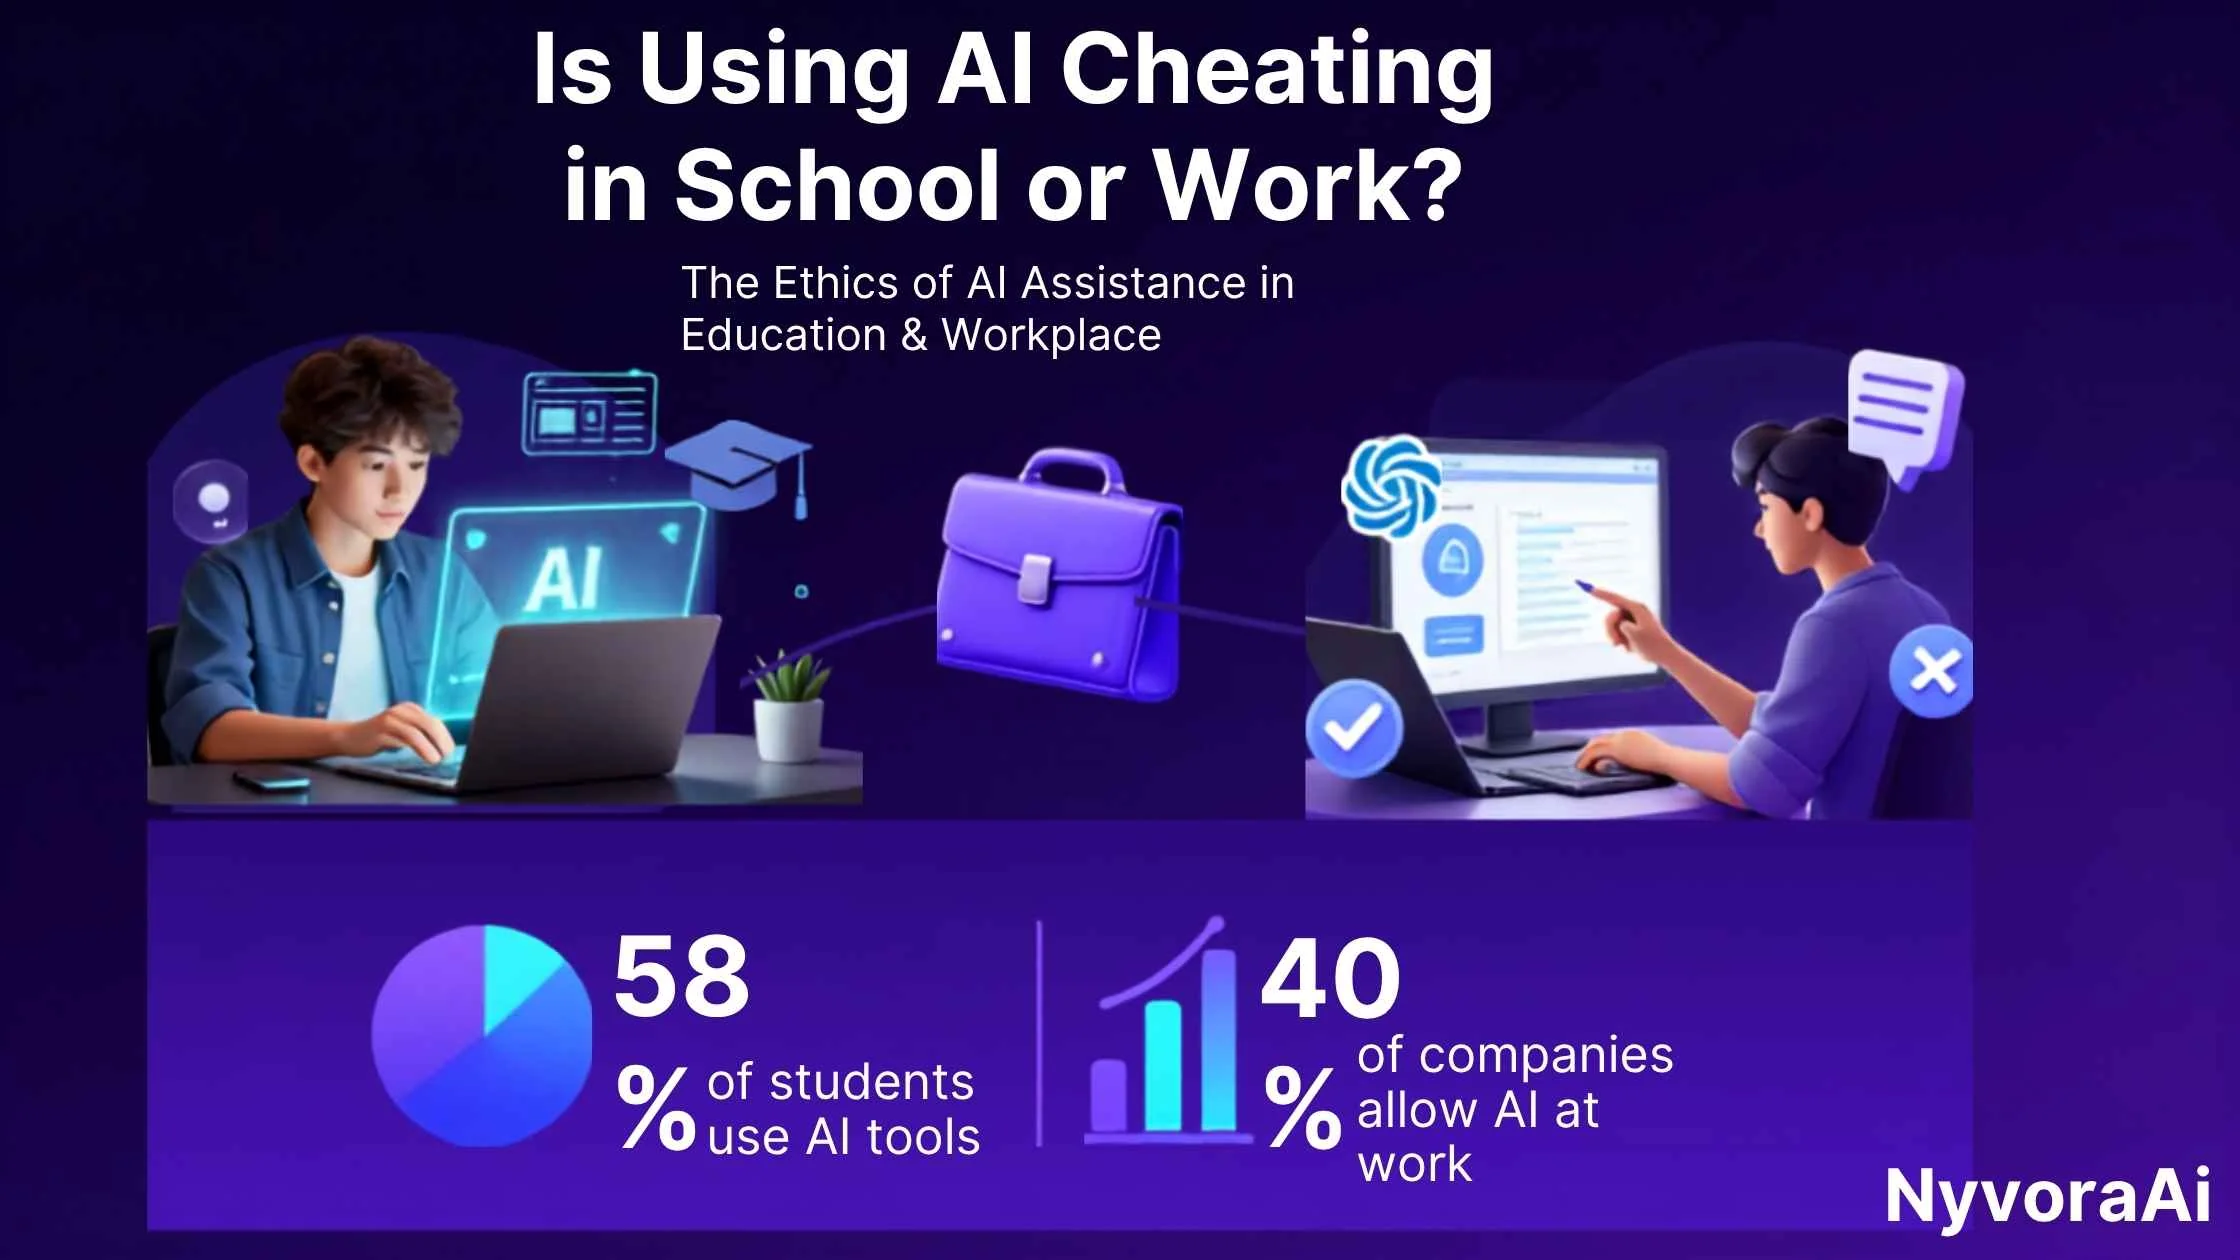 Is Using AI Cheating
in School or Work?
The Ethics of AI Assistance in
Education & Workplace
AI
58
% of students
use AI tools
40
% of companies
allow AI at
work
NyvoraAi